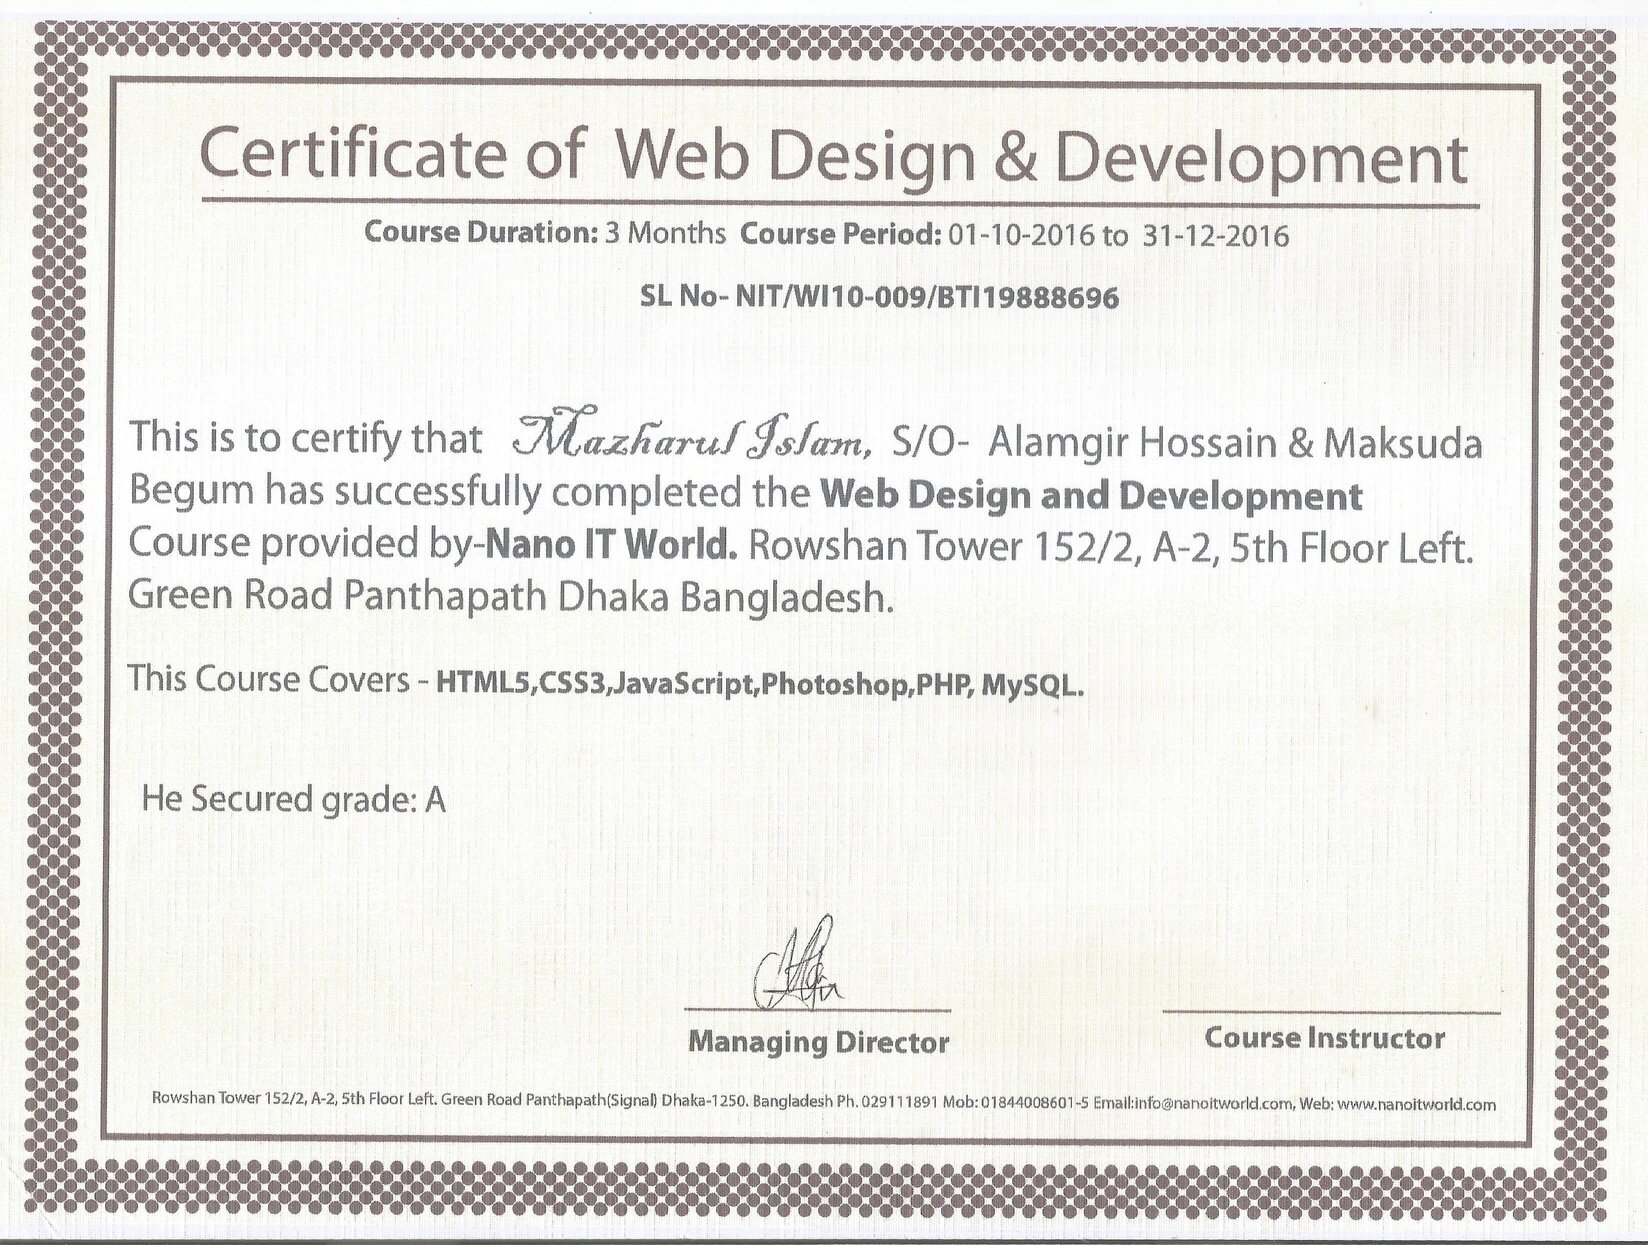 Certificate of Web Design & Development
Course Duration: 3 Months Course Period: 01-10-2016 to 31-12-2016
SL No- NIT/WI10-009/BTI19888696
This is to certify that Mazharul Islam, S/O- Alamgir Hossain & Maksuda
Begum has successfully completed the Web Design and Development
Course provided by-Nano IT World. Rowshan Tower 152/2, A-2, 5th Floor Left.
Green Road Panthapath Dhaka Bangladesh.
This Course Covers - HTML5,CSS3,JavaScript,Photoshop,PHP, MySQL.
He Secured grade: A
Managing Director
Course Instructor
Rowshan Tower 152/2, A-2, 5th Floor Left. Green Road Panthapath(Signal) Dhaka-1250. Bangladesh Ph. 029111891 Mob: 01844008601-5 Email:info@nanoitworld.com, Web: www.nanoitworld.com